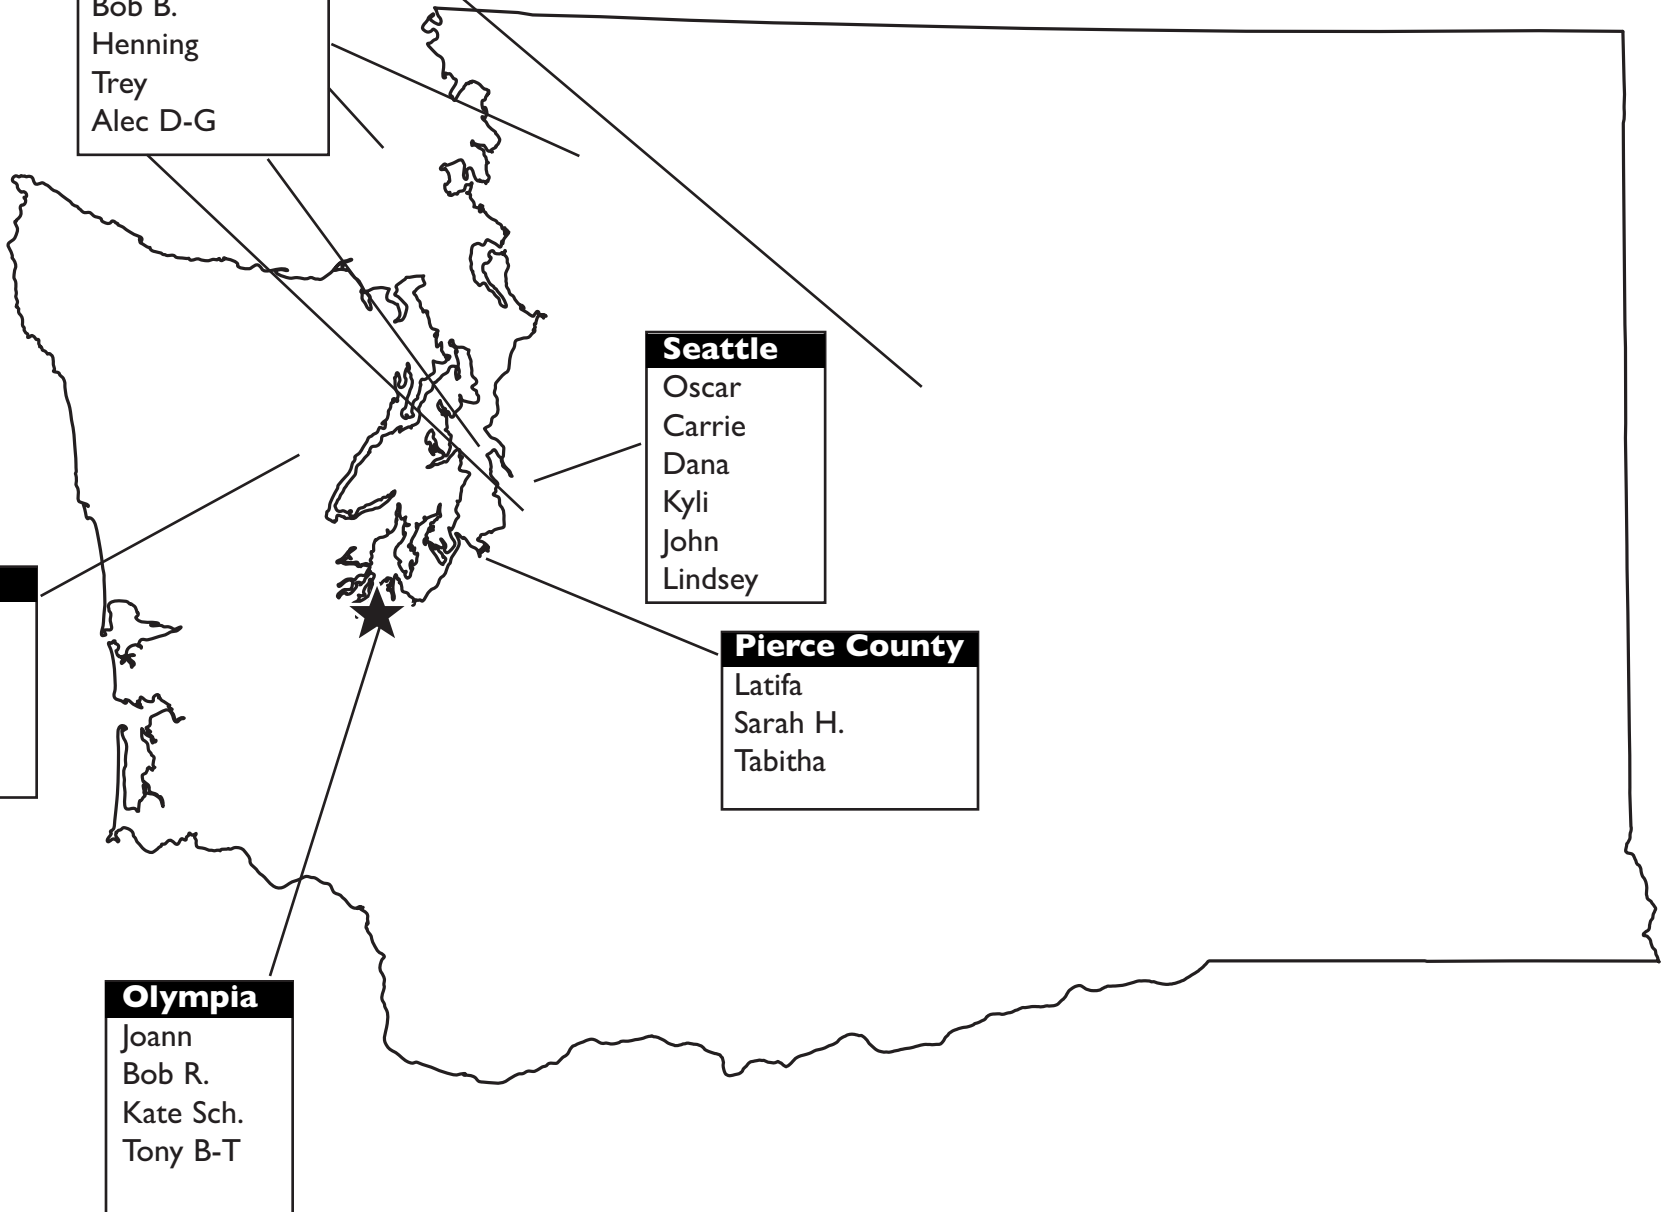 Bob B.
Henning
Trey
Alec D-G
Seattle
Oscar
Carrie
Dana
Kyli
John
Lindsey
Pierce County
Latifa
Sarah H.
Tabitha
Olympia
Joann
Bob R.
Kate Sch.
Tony B-T